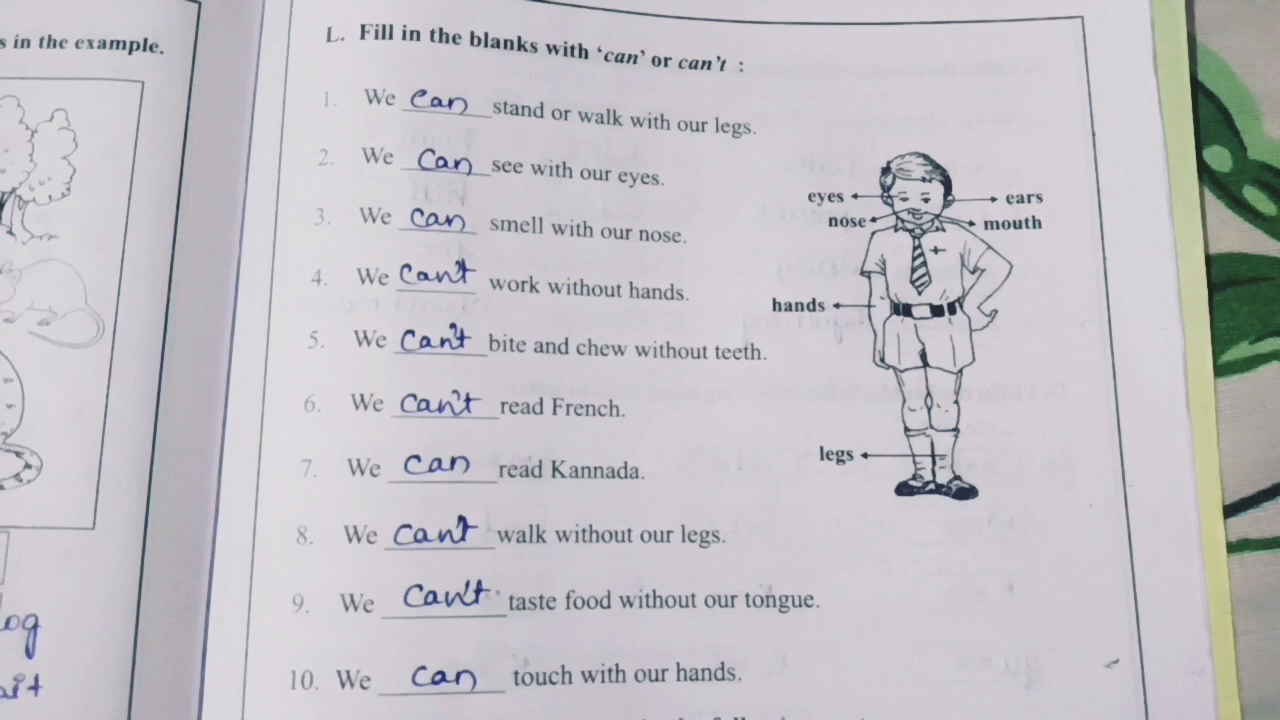 s in the example.
L. Fill in the blanks with ‘can’ or can’t :
1. We can stand or walk with our legs.
2. We can see with our eyes.
3. We can smell with our nose.
4. We can't work without hands.
5. We can't bite and chew without teeth.
6. We can't read French.
7. We can read Kannada.
8. We can't walk without our legs.
9. We can't taste food without our tongue.
10. We can touch with our hands.
eyes
ears
nose
mouth
hands
legs
og